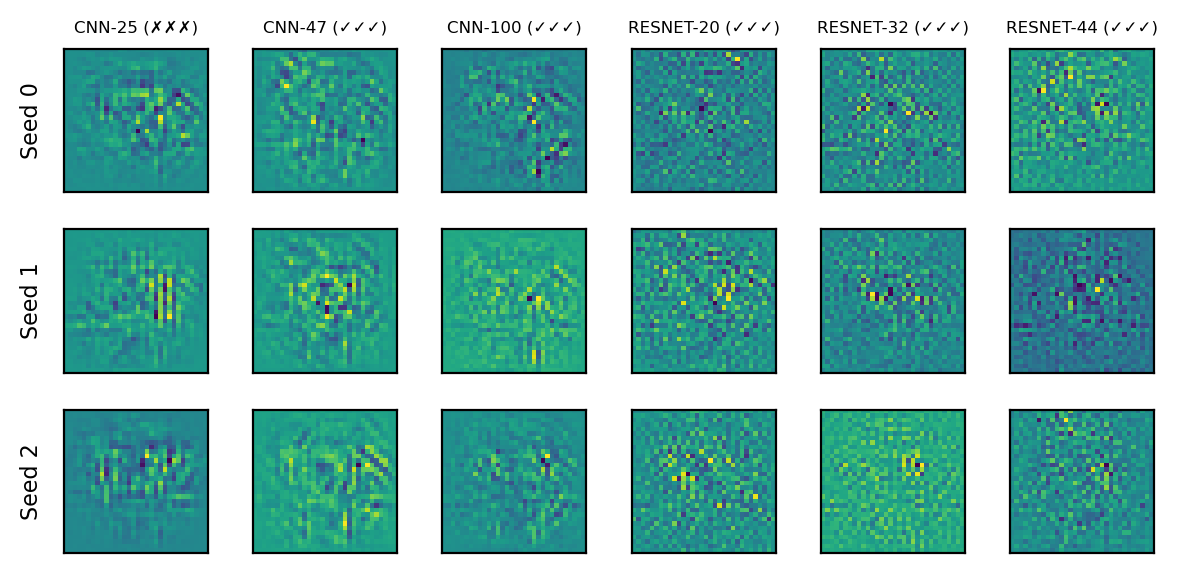 CNN-25 (✗✗✗) CNN-47 (✓✓✓) CNN-100 (✓✓✓) RESNET-20 (✓✓✓) RESNET-32 (✓✓✓) RESNET-44 (✓✓✓)
Seed 0
Seed 1
Seed 2